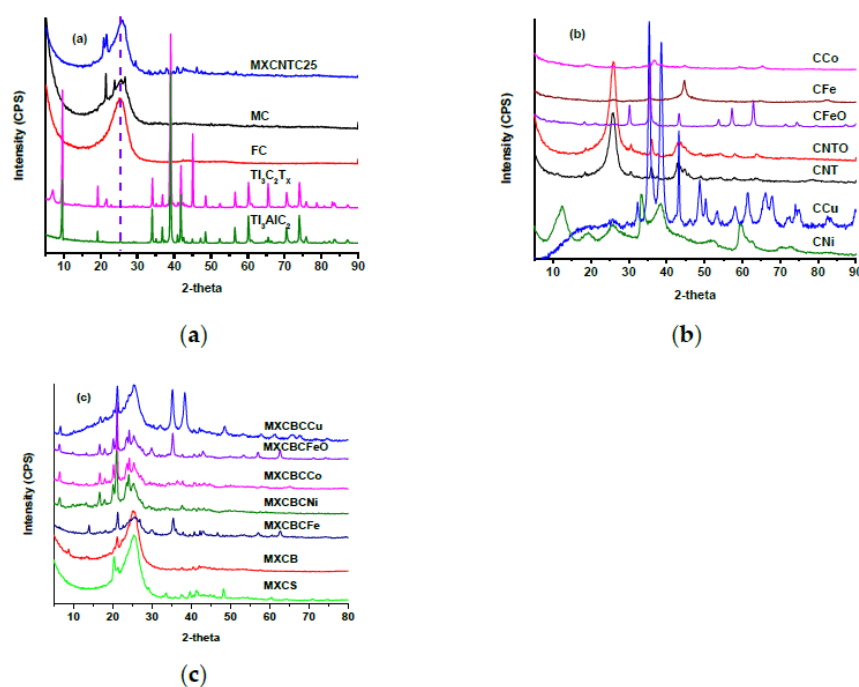 (a)
MXCNTC25
MC
FC
TI₃C₂Tₓ
TI₃AlC₂
Intensity (CPS)
10 20 30 40 50 60 70 80 90
2-theta
(a)
(b)
CCo
CFe
CFeO
CNTO
CNT
CCu
CNi
Intensity (CPS)
10 20 30 40 50 60 70 80 90
2-theta
(b)
(c)
MXCBCCu
MXCBCFeO
MXCBCCo
MXCBCNi
MXCBCFe
MXCB
MXCS
Intensity (CPS)
10 20 30 40 50 60 70 80
2-theta
(c)